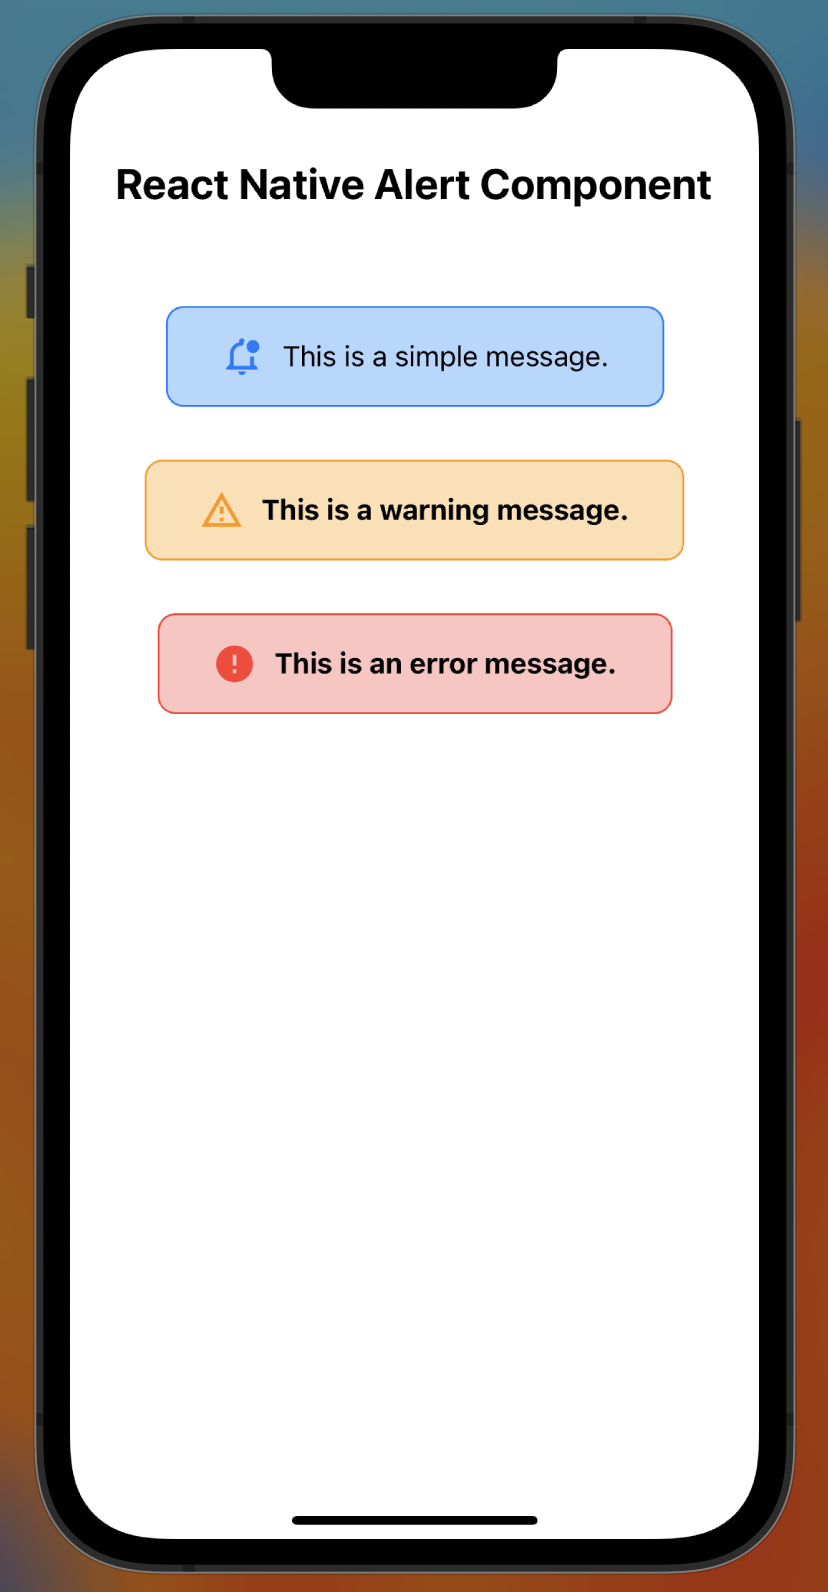 React Native Alert Component
This is a simple message.
This is a warning message.
This is an error message.